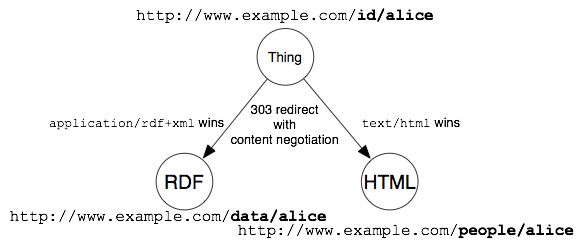 http://www.example.com/id/alice
Thing
303 redirect
application/rdf+xml wins
with
text/html wins
content negotiation
RDF
HTML
http://www.example.com/data/alice
http://www.example.com/people/alice